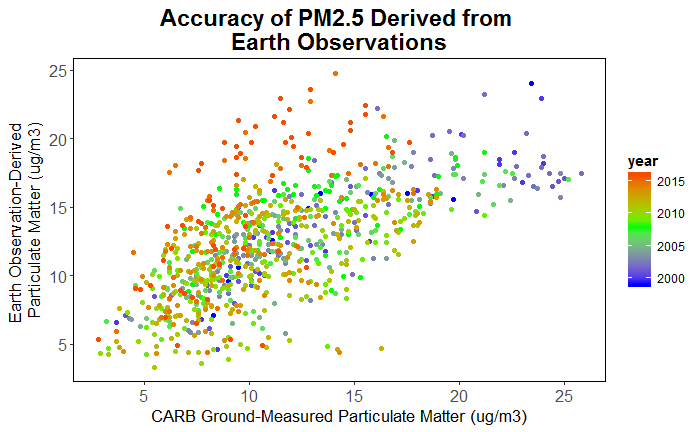 Accuracy of PM2.5 Derived from
Earth Observations
Earth Observation-Derived
Particulate Matter (ug/m3)
25
20
15
10
5
5
10
15
20
25
CARB Ground-Measured Particulate Matter (ug/m3)
year
2015
2010
2005
2000